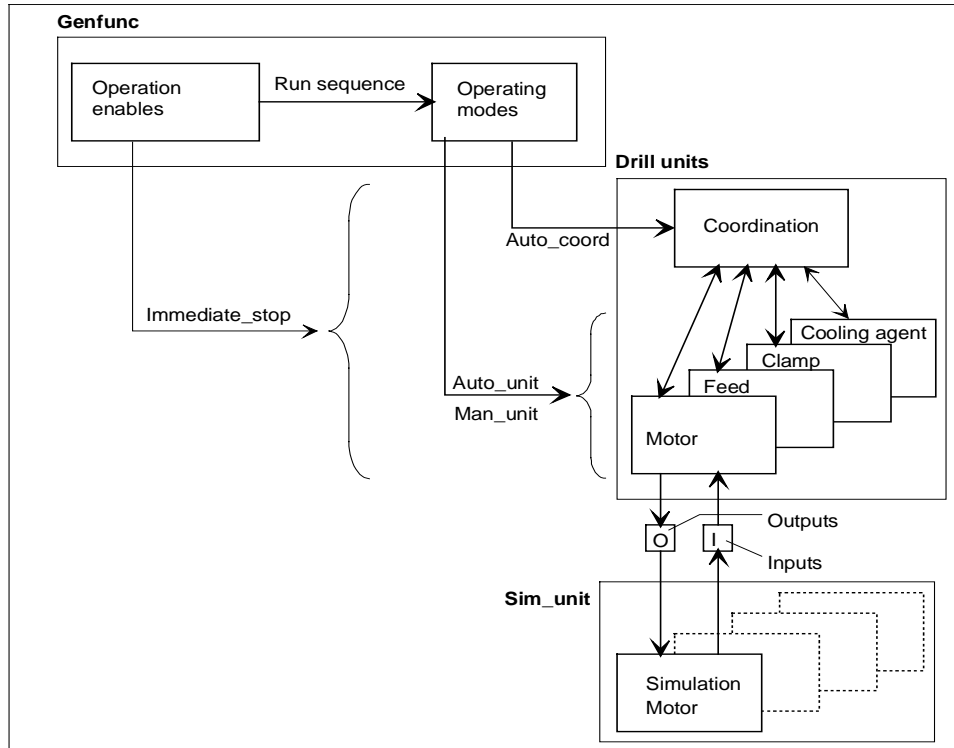 Genfunc
Operation
enables
Run sequence
Operating
modes
Drill units
Coordination
Auto_coord
Immediate_stop
Cooling agent
Clamp
Auto_unit
Feed
Man_unit
Motor
Outputs
O
I
Inputs
Sim_unit
Simulation
Motor